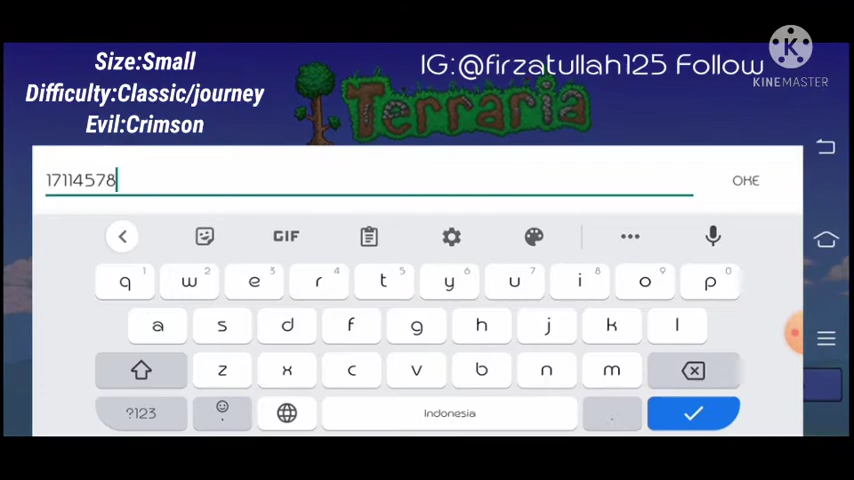 Size:Small
Difficulty:Classic/journey
Evil:Crimson
IG:@firzatullah125 Follow
K
KINEMASTER
Terraria
17114578
OKE
GIF
q 1 w 2 e 3 r 4 t 5 y 6 u 7 i 8 o 9 p 0
a s d f g h j k l
z x c v b n m
?123 Indonesia .